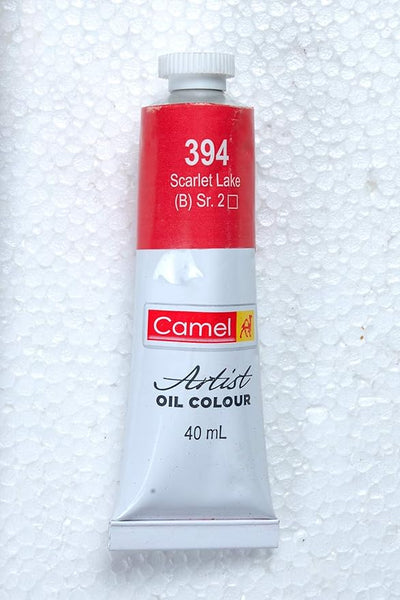 394
Scarlet Lake
(B) Sr. 2□
Camel
Artist
OIL COLOUR
40 mL